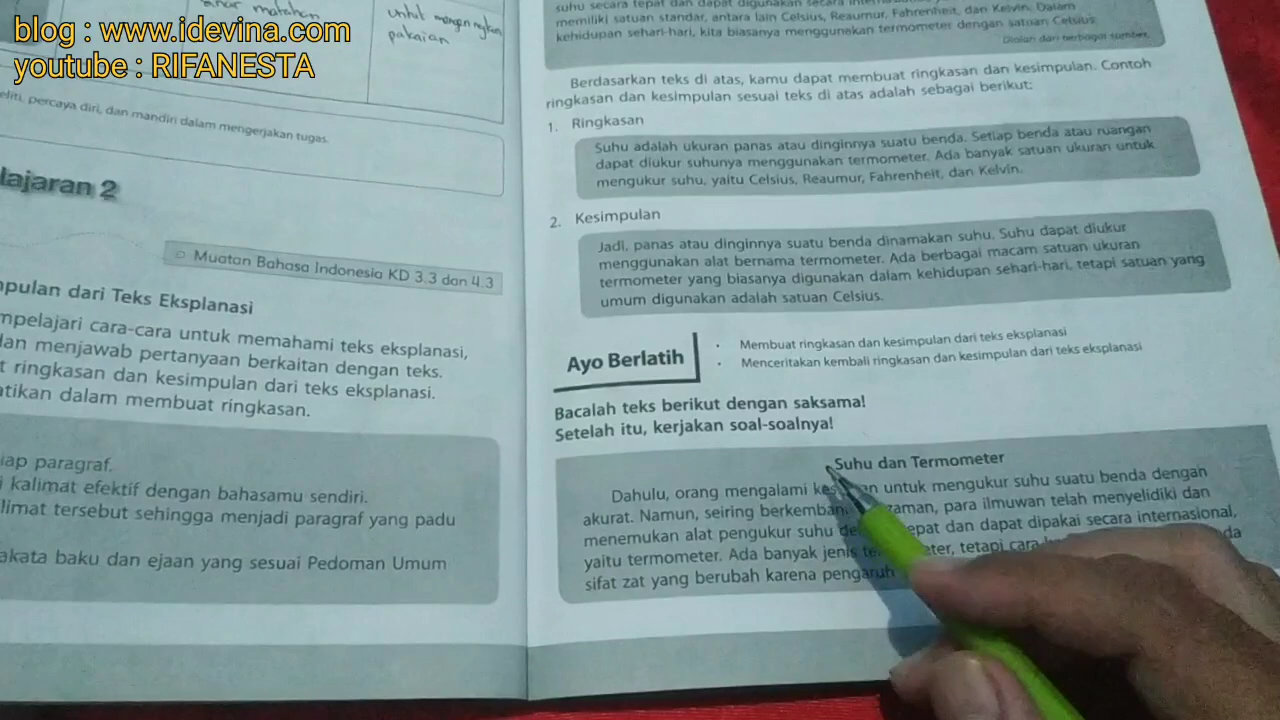 blog : www.idevina.com
youtube : RIFANESTA
untuk
pakaian
eliti, percaya diri, dan mandiri dalam mengerjakan tugas.
lajaran 2
Muatan Bahasa Indonesia KD 3.3 dan 4.3
pulan dari Teks Eksplanasi
mpelajari cara-cara untuk memahami teks eksplanasi,
dan menjawab pertanyaan berkaitan dengan teks.
t ringkasan dan kesimpulan dari teks eksplanasi.
atikan dalam membuat ringkasan.
iap paragraf.
i kalimat efektif dengan bahasamu sendiri.
limat tersebut sehingga menjadi paragraf yang padu
akata baku dan ejaan yang sesuai Pedoman Umum
suhu secara tepat dan dapat digunakan secara
memiliki satuan standar, antara lain Celsius, Reaumur, Fahrenheit, dan Kelvin. Dalam
kehidupan sehari-hari, kita biasanya menggunakan termometer dengan satuan Celsius.
Diolah dari berbagai sumber.
Berdasarkan teks di atas, kamu dapat membuat ringkasan dan kesimpulan. Contoh
ringkasan dan kesimpulan sesuai teks di atas adalah sebagai berikut:
1. Ringkasan
Suhu adalah ukuran panas atau dinginnya suatu benda. Setiap benda atau ruangan
dapat diukur suhunya menggunakan termometer. Ada banyak satuan ukuran untuk
mengukur suhu, yaitu Celsius, Reaumur, Fahrenheit, dan Kelvin.
2. Kesimpulan
Jadi, panas atau dinginnya suatu benda dinamakan suhu. Suhu dapat diukur
menggunakan alat bernama termometer. Ada berbagai macam satuan ukuran
termometer yang biasanya digunakan dalam kehidupan sehari-hari, tetapi satuan yang
umum digunakan adalah satuan Celsius.
Ayo Berlatih
• Membuat ringkasan dan kesimpulan dari teks eksplanasi
• Menceritakan kembali ringkasan dan kesimpulan dari teks eksplanasi
Bacalah teks berikut dengan saksama!
Setelah itu, kerjakan soal-soalnya!
Suhu dan Termometer
Dahulu, orang mengalami untuk mengukur suhu suatu benda dengan
akurat. Namun, seiring zaman, para ilmuwan telah menyelidiki dan
menemukan alat pengukur suhu tepat dan dapat dipakai secara internasional,
yaitu termometer. Ada banyak jenis tetapi
sifat zat yang berubah karena pengaruh